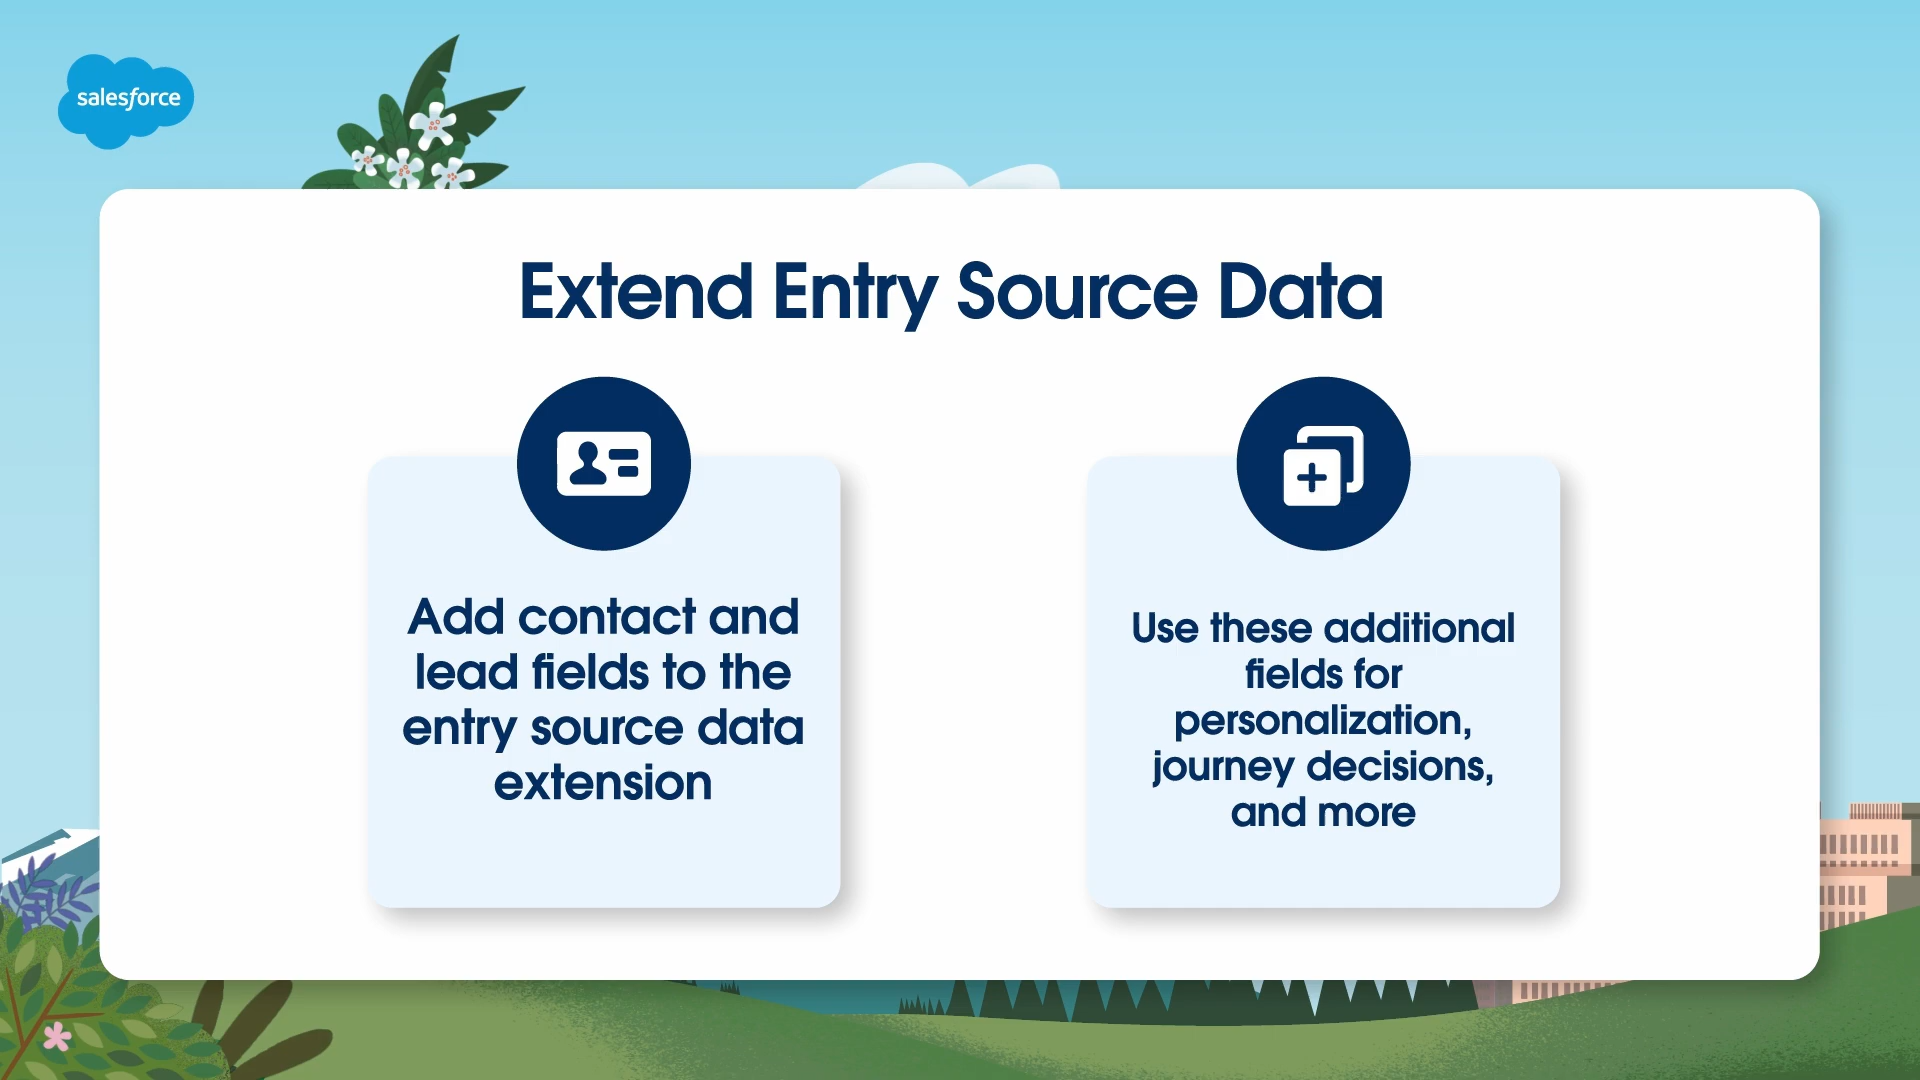 salesforce
Extend Entry Source Data
Add contact and
lead fields to the
entry source data
extension
Use these additional
fields for
personalization,
journey decisions,
and more